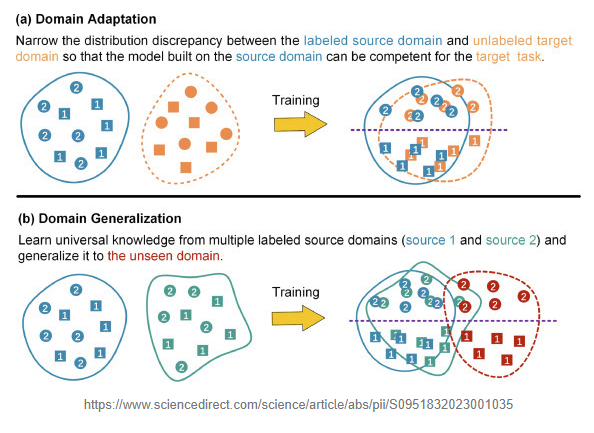 (a) Domain Adaptation
Narrow the distribution discrepancy between the labeled source domain and unlabeled target
domain so that the model built on the source domain can be competent for the target task.
2 2 1 1 2 2 1 1 2
Training
2 2 2 2 2 2 2 2
1 1 1 1 1 1 1 1
(b) Domain Generalization
Learn universal knowledge from multiple labeled source domains (source 1 and source 2) and
generalize it to the unseen domain.
2 2 1 1 2 2 1 1 2
2 2 1 1 2 1 1 2 1
Training
2 2 2 2 2 2 2 2 2 2 2 2 2
1 1 1 1 1 1 1 1 1 1 1 1 1 1
https://www.sciencedirect.com/science/article/abs/pii/S0951832023001035